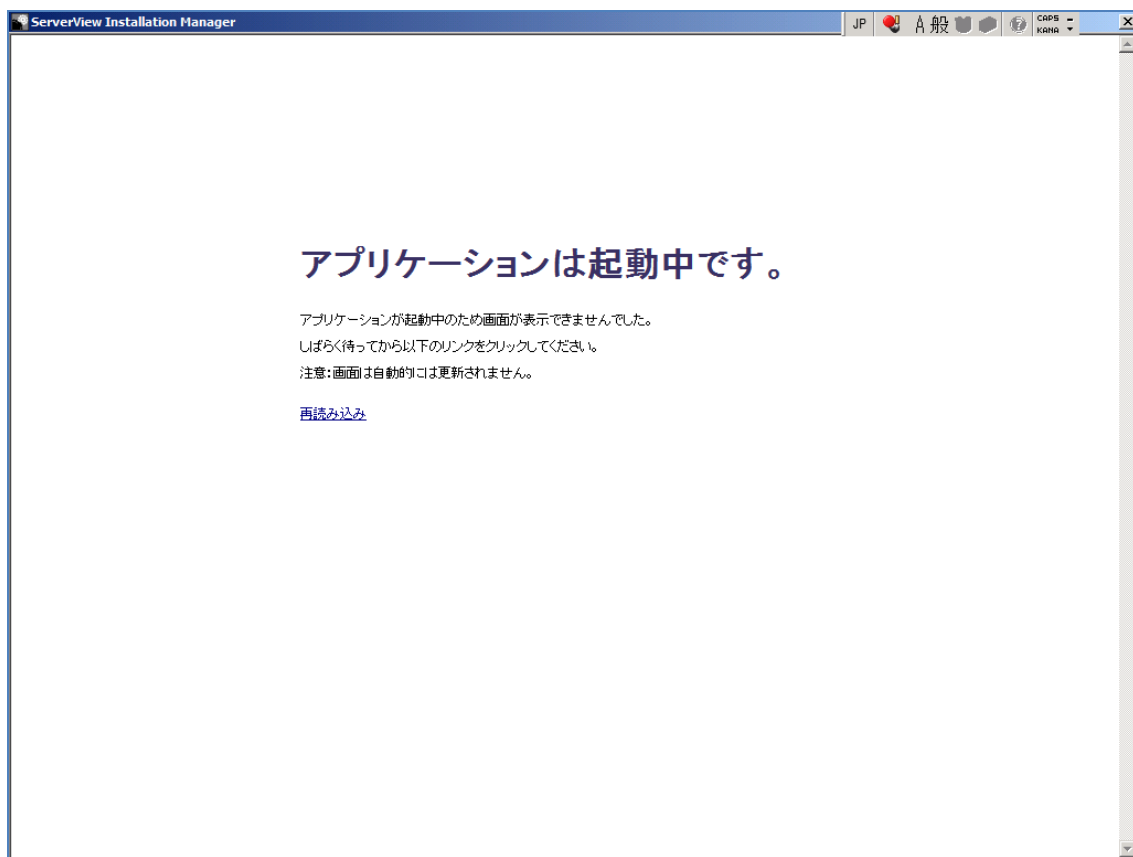 ServerView Installation Manager
JP A 般 CAPS KANA
アプリケーションは起動中です。
アプリケーションが起動中のため画面が表示できませんでした。
しばらく待ってから以下のリンクをクリックしてください。
注意:画面は自動的には更新されません。
再読み込み